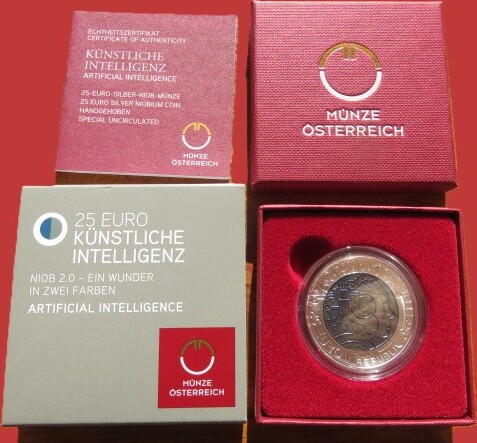 ECHTHEITSZERTIFIKAT
CERTIFICATE OF AUTHENTICITY
KÜNSTLICHE
INTELLIGENZ
ARTIFICIAL INTELLIGENCE
25-EURO-SILBER-NIOB-MÜNZE
25 EURO SILVER NIOBIUM COIN
HANDGEHOBEN
SPECIAL UNCIRCULATED
MÜNZE
ÖSTERREICH
MÜNZE
ÖSTERREICH
25 EURO
KÜNSTLICHE
INTELLIGENZ
NIOB 2.0 – EIN WUNDER
IN ZWEI FARBEN
ARTIFICIAL INTELLIGENCE
MÜNZE
ÖSTERREICH